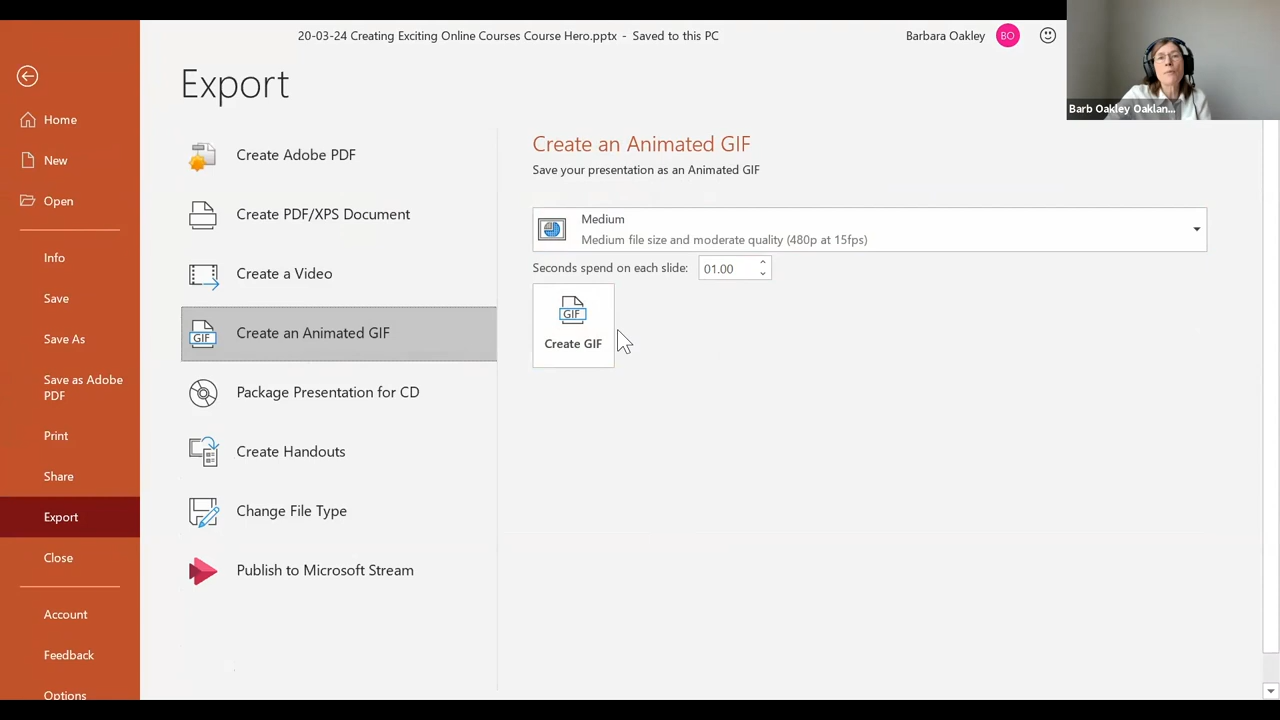 20-03-24 Creating Exciting Online Courses Course Hero.pptx - Saved to this PC
Barbara Oakley
BO
Barb Oakley Oaklan...
Export
Home
New
Open
Info
Save
Save As
Save as Adobe
PDF
Print
Share
Export
Close
Account
Feedback
Options
Create Adobe PDF
Create PDF/XPS Document
Create a Video
GIF
Create an Animated GIF
Package Presentation for CD
Create Handouts
Change File Type
Publish to Microsoft Stream
Create an Animated GIF
Save your presentation as an Animated GIF
Medium
Medium file size and moderate quality (480p at 15fps)
Seconds spend on each slide: 01.00
GIF
Create GIF